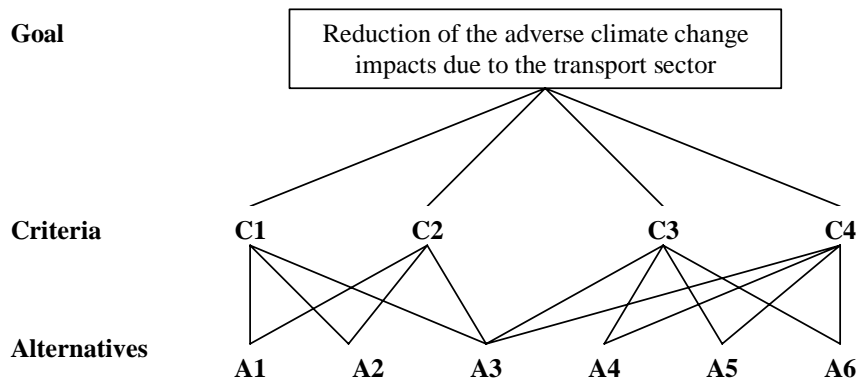 Goal
Reduction of the adverse climate change
impacts due to the transport sector
Criteria
C1 C2 C3 C4
Alternatives
A1 A2 A3 A4 A5 A6